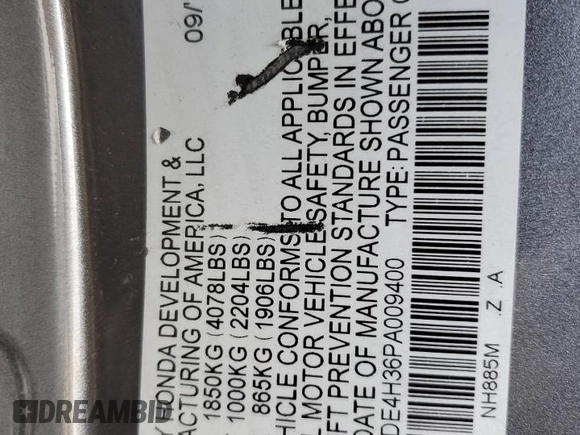 09/
Y HONDA DEVELOPMENT &
ACTURING OF AMERICA, LLC
1850KG (4078LBS)
1000KG (2204LBS)
865KG (1906LBS)
HICLE CONFORMS TO ALL APPLICABLE
L MOTOR VEHICLE SAFETY, BUMPER,
FT PREVENTION STANDARDS IN EFFE
DATE OF MANUFACTURE SHOWN ABO
DE4H36PA009400 TYPE: PASSENGER C
NH885M .Z .A
DREAMBID